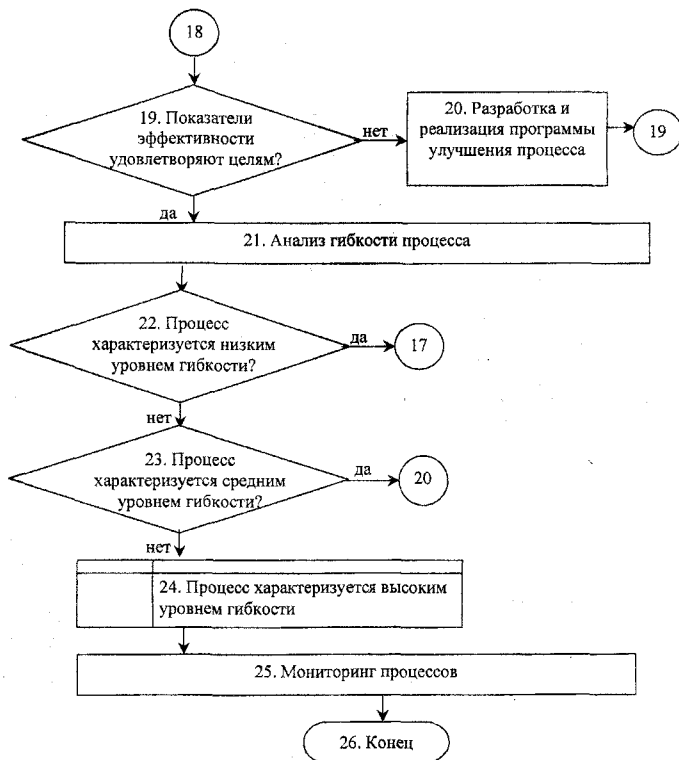 18
19. Показатели
эффективности
удовлетворяют целям?
нет
20. Разработка и
реализация программы
улучшения процесса
19
да
21. Анализ гибкости процесса
22. Процесс
характеризуется низким
уровнем гибкости?
да
17
нет
23. Процесс
характеризуется средним
уровнем гибкости?
да
20
нет
24. Процесс характеризуется высоким
уровнем гибкости
25. Мониторинг процессов
26. Конец